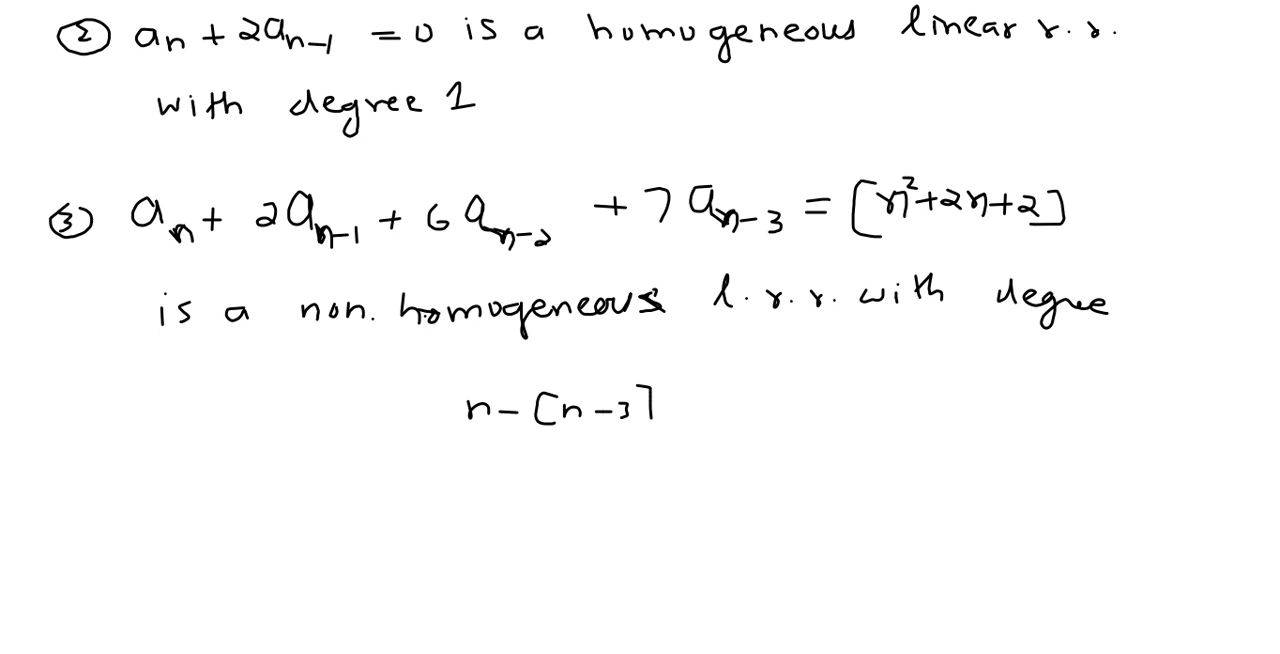 ② aₙ + 2aₙ₋₁ = 0 is a homogeneous linear r.r.
with degree 1
③ aₙ + 2aₙ₋₁ + 6aₙ₋₂ + 7aₙ₋₃ = [n²+2n+2]
is a non. homogeneous l.r.r. with degree
n-[n-3]